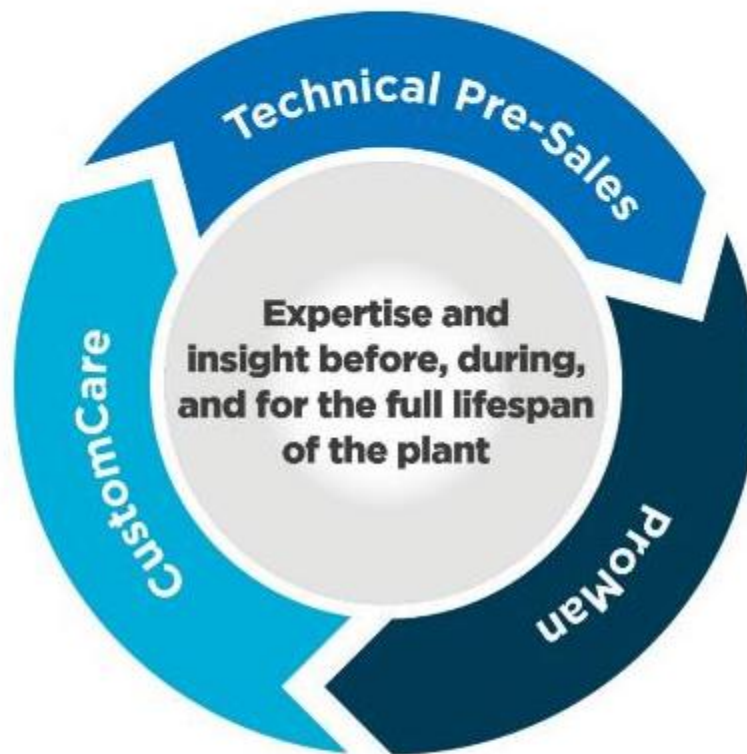 Technical Pre-Sales
Expertise and
insight before, during,
and for the full lifespan
of the plant
ProMan
CustomCare